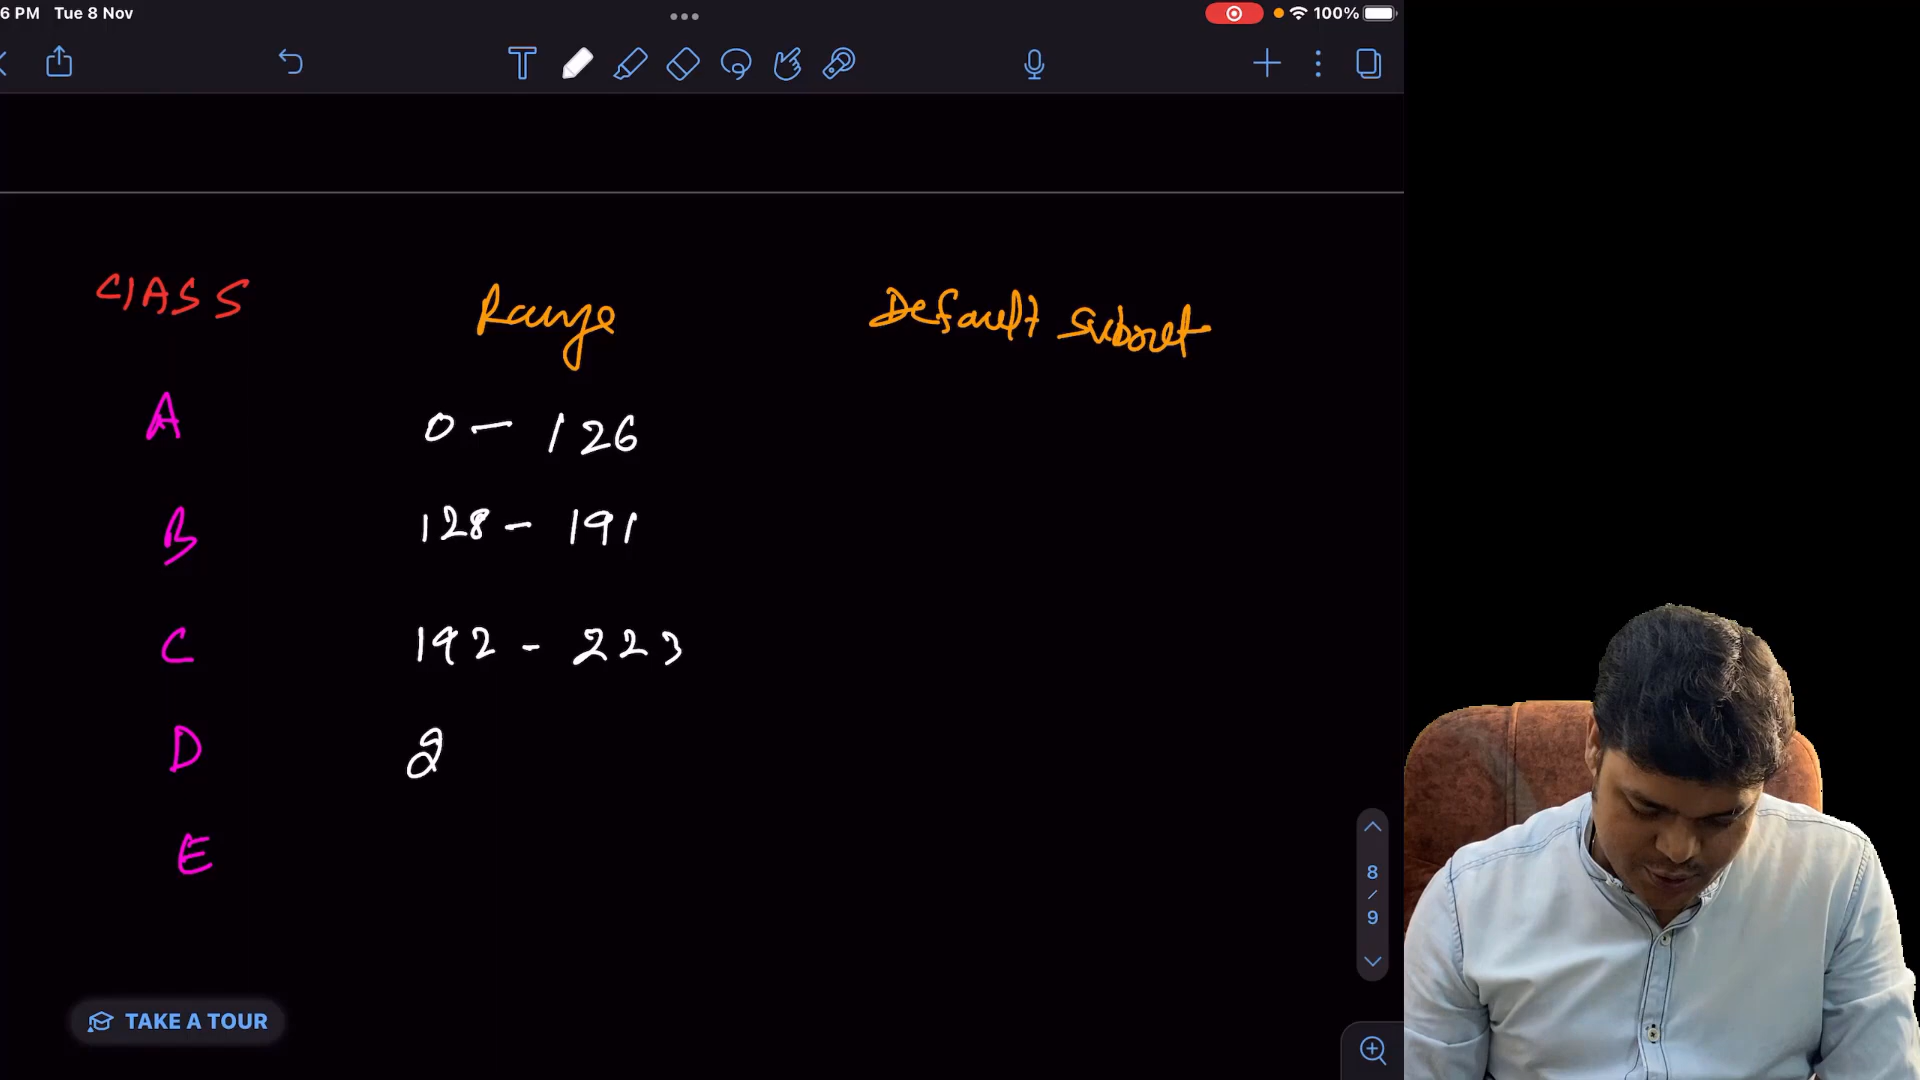 6 PM Tue 8 Nov
100%
T
CLASS Range Default Subnet
A 0 - 126
B 128 - 191
C 192 - 223
D 2
E
8
/
9
TAKE A TOUR